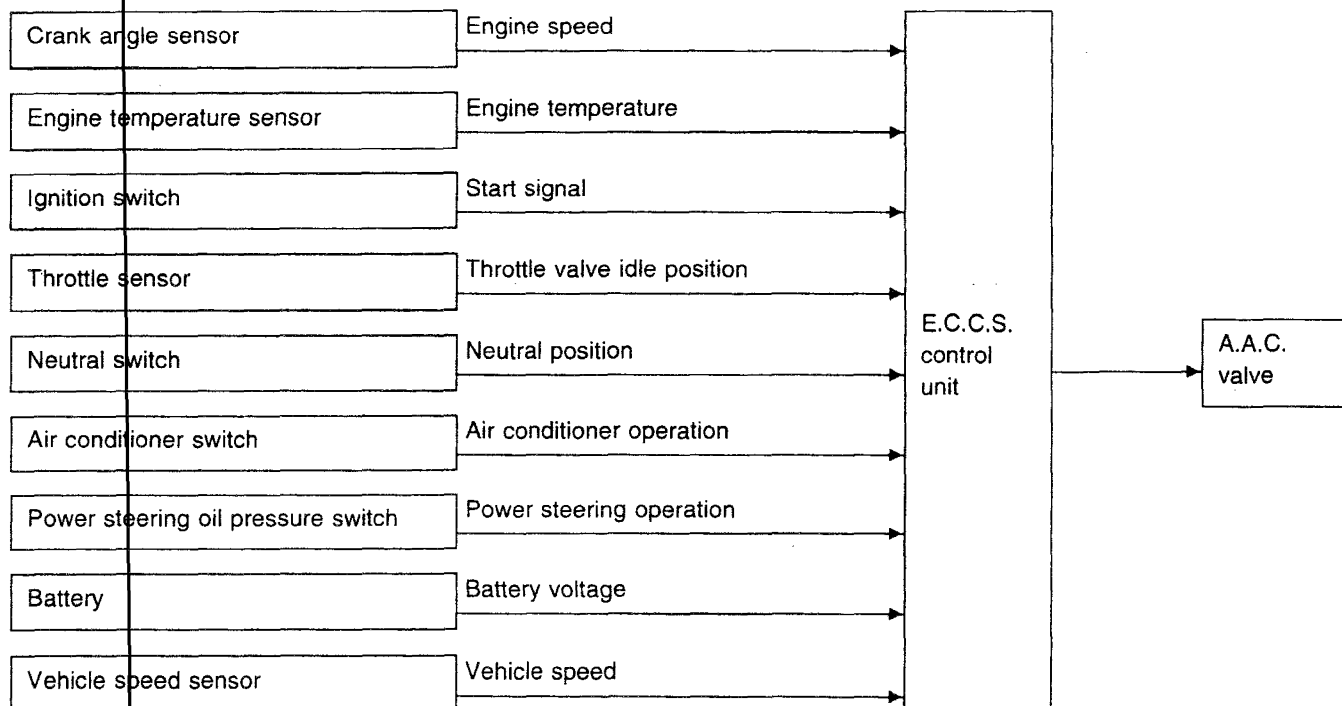 Crank angle sensor
Engine speed
Engine temperature sensor
Engine temperature
Ignition switch
Start signal
Throttle sensor
Throttle valve idle position
Neutral switch
Neutral position
Air conditioner switch
Air conditioner operation
Power steering oil pressure switch
Power steering operation
Battery
Battery voltage
Vehicle speed sensor
Vehicle speed
E.C.C.S.
control
unit
A.A.C.
valve